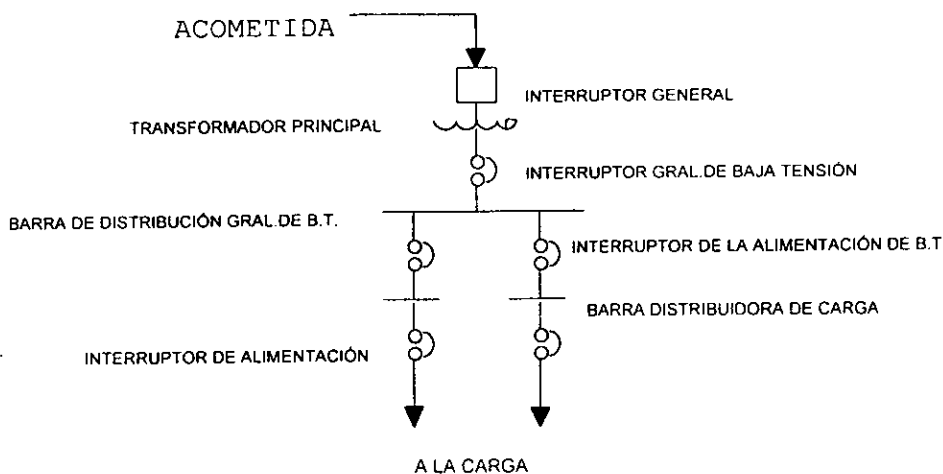 ACOMETIDA
INTERRUPTOR GENERAL
TRANSFORMADOR PRINCIPAL
INTERRUPTOR GRAL.DE BAJA TENSIÓN
BARRA DE DISTRIBUCIÓN GRAL.DE B.T.
INTERRUPTOR DE LA ALIMENTACIÓN DE B.T
BARRA DISTRIBUIDORA DE CARGA
INTERRUPTOR DE ALIMENTACIÓN
A LA CARGA